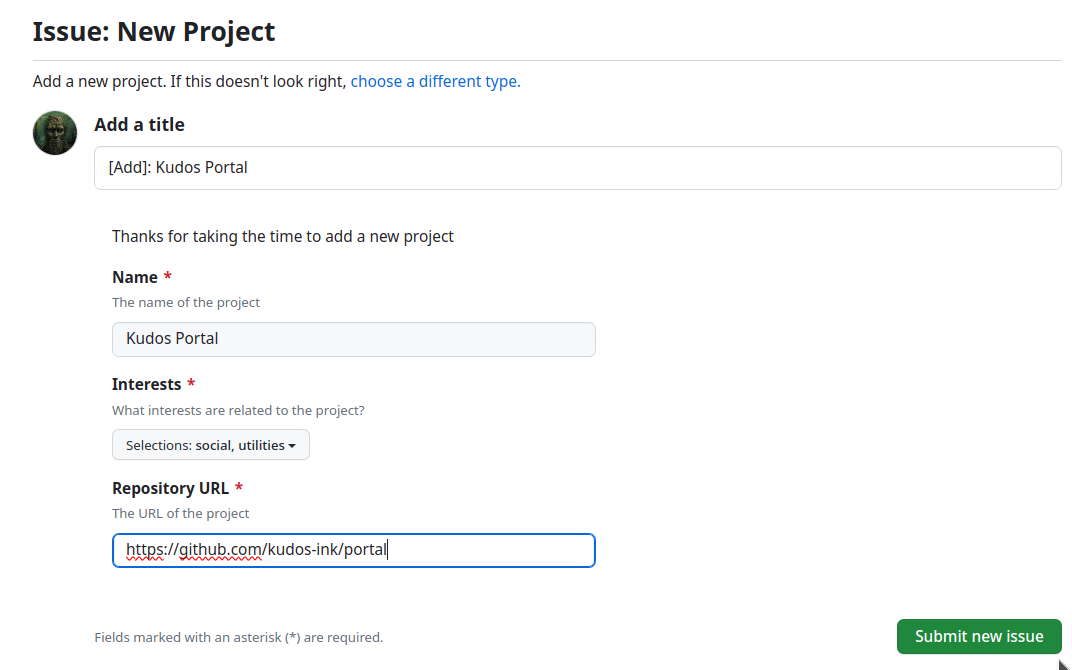 Issue: New Project
Add a new project. If this doesn't look right, choose a different type.
Add a title
[Add]: Kudos Portal
Thanks for taking the time to add a new project
Name *
The name of the project
Kudos Portal
Interests *
What interests are related to the project?
Selections: social, utilities
Repository URL *
The URL of the project
https://github.com/kudos-ink/portal
Fields marked with an asterisk (*) are required.
Submit new issue